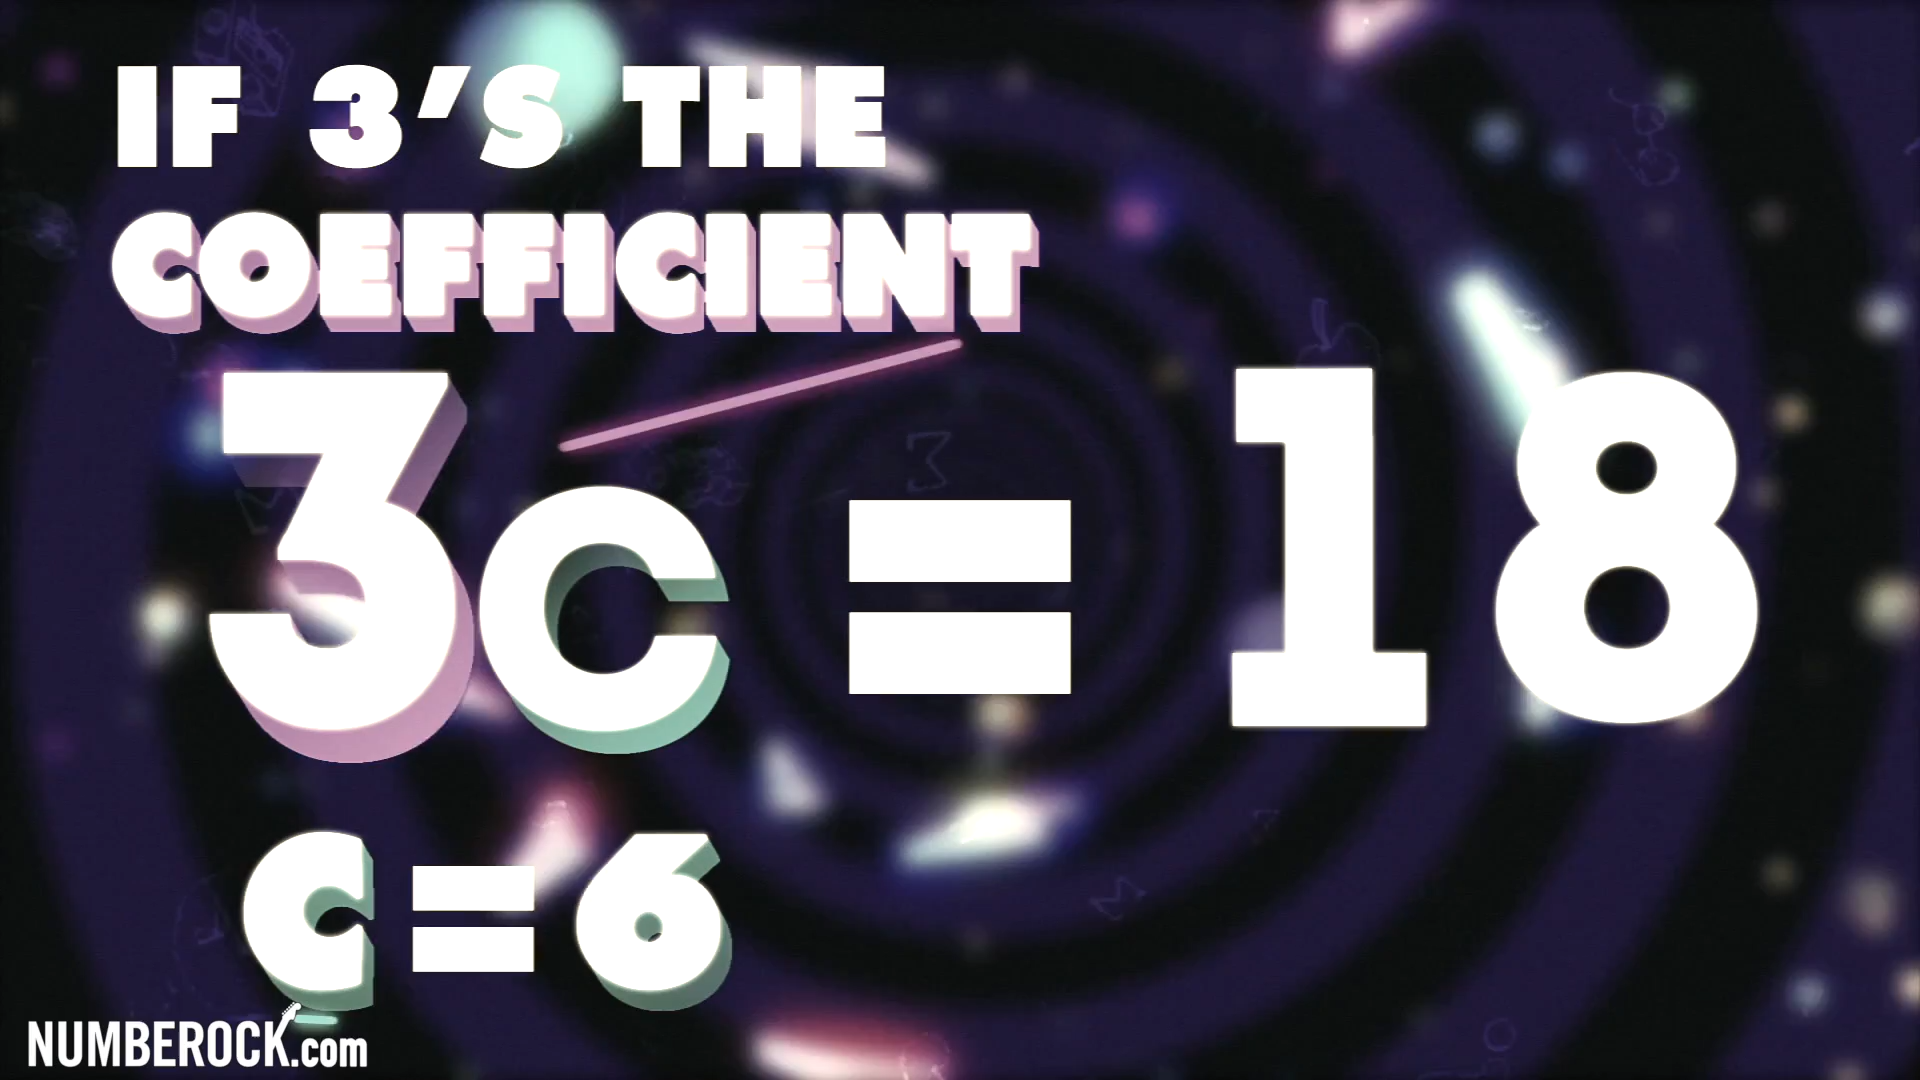 IF 3'S THE
COEFFICIENT
3c = 18
c=6
NUMBEROCK.com